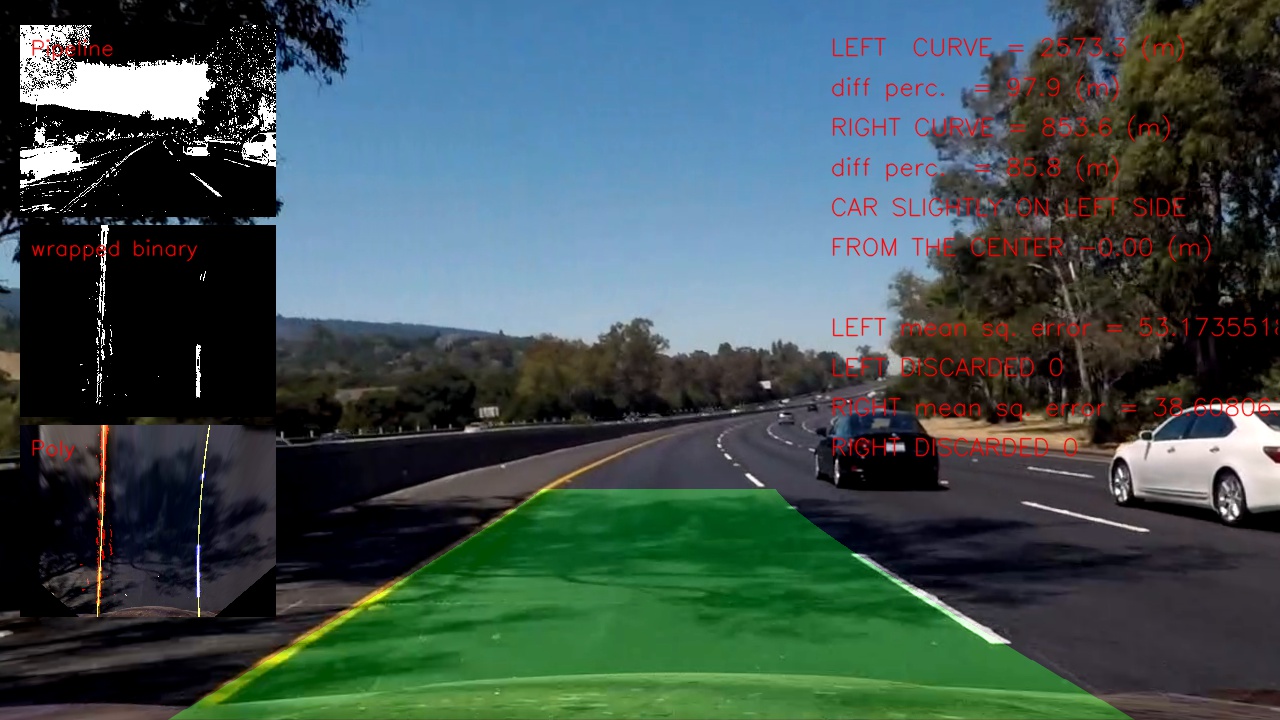 Pipeline
wrapped binary
Poly
LEFT CURVE = 2573.3 (m)
diff perc. = 97.9 (m)
RIGHT CURVE = 853.6 (m)
diff perc. = 85.8 (m)
CAR SLIGHTLY ON LEFT SIDE
FROM THE CENTER -0.00 (m)
LEFT mean sq. error = 53.173551
LEFT DISCARDED 0
RIGHT mean sq. error = 38.60806
RIGHT DISCARDED 0